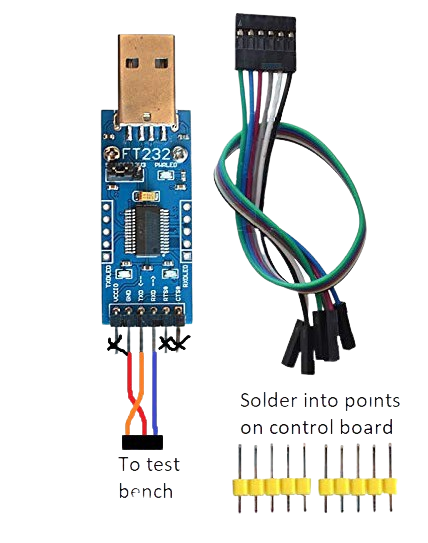 FT232
PWRLED
TXDLED
RXDLED
VCCIO
GND
TXD
RXD
RTS#
CTS#
Solder into points
on control board
To test
bench